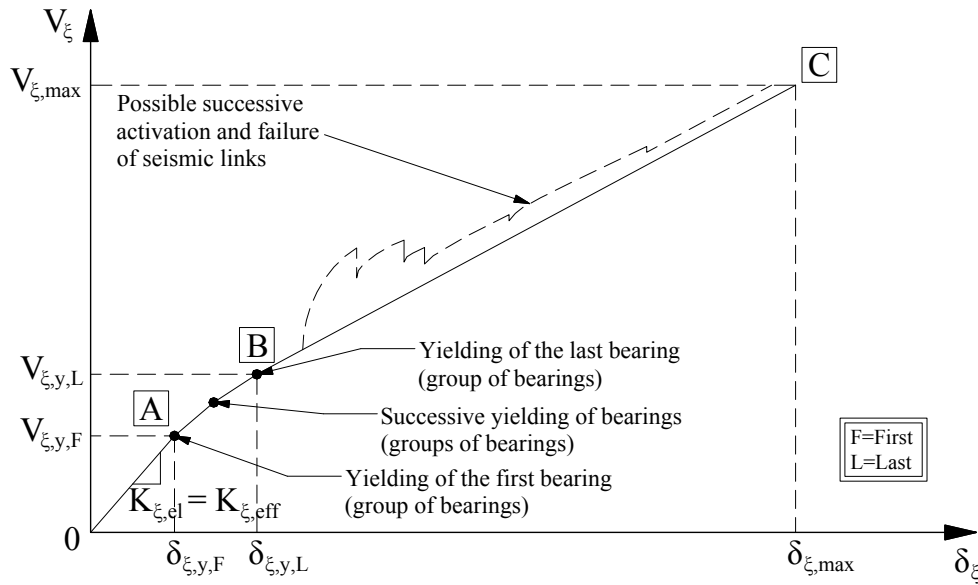 V_ξ
V_ξ,max
C
Possible successive
activation and failure
of seismic links
B
Yielding of the last bearing
(group of bearings)
V_ξ,y,L
A
Successive yielding of bearings
(groups of bearings)
V_ξ,y,F
F=First
L=Last
Yielding of the first bearing
(group of bearings)
K_ξ,el = K_ξ,eff
0
δ_ξ,y,F
δ_ξ,y,L
δ_ξ,max
δ_ξ